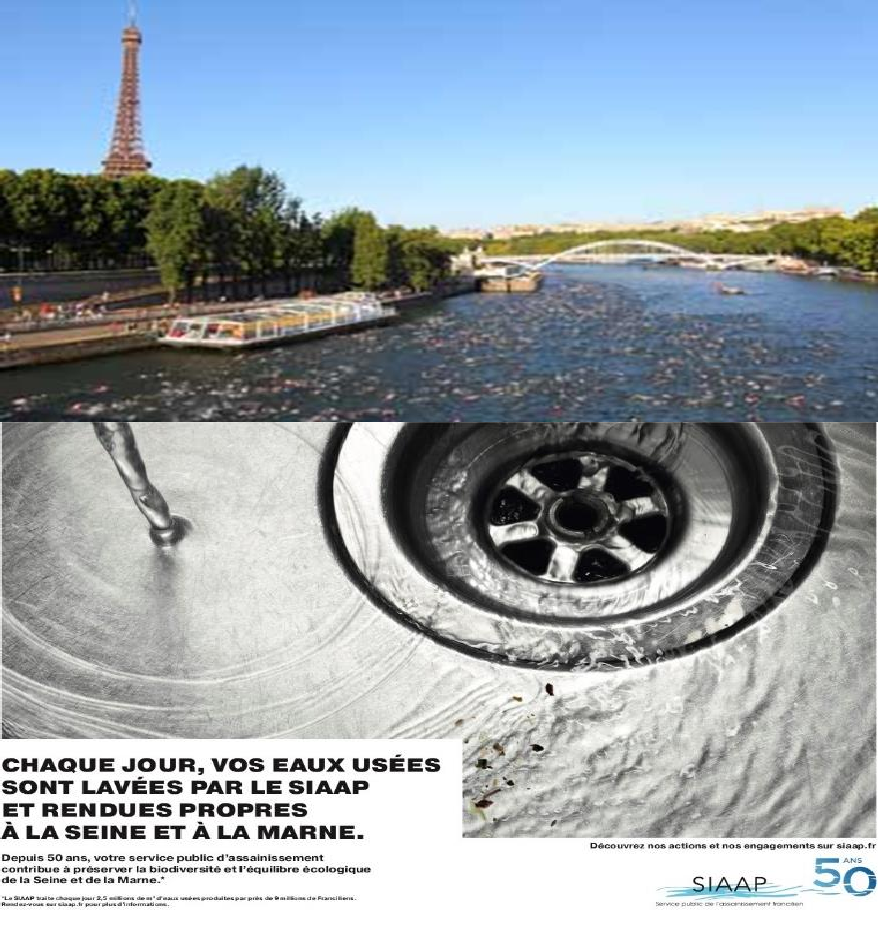 CHAQUE JOUR, VOS EAUX USÉES
SONT LAVÉES PAR LE SIAAP
ET RENDUES PROPRES
À LA SEINE ET À LA MARNE.
Depuis 50 ans, votre service public d'assainissement
contribue à préserver la biodiversité et l'équilibre écologique
de la Seine et de la Marne.*
*Le SIAAP traite chaque jour 2,5 millions de m³ d'eaux usées produites par près de 9 millions de Franciliens.
Rendez-vous sur siaap.fr pour plus d'informations.
Découvrez nos actions et nos engagements sur siaap.fr
SIAAP
Service public de l'assainissement francilien
50 ANS